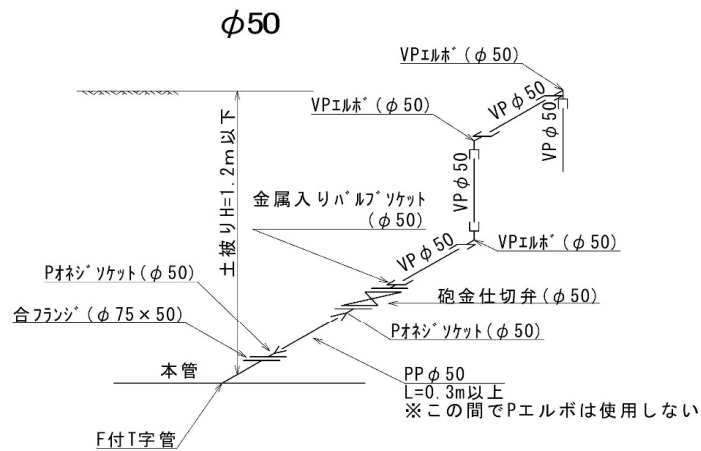 φ50
VPエルボ(φ50)
VPエルボ(φ50)
VPφ50
VPφ50
土被りH=1.2m以下
金属入りバルブソケット
(φ50)
VPφ50
VPエルボ(φ50)
VPφ50
Pオネジソケット(φ50)
砲金仕切弁(φ50)
合フランジ(φ75×50)
Pオネジソケット(φ50)
本管
PPφ50
L=0.3m以上
※この間でPエルボは使用しない
F付T字管